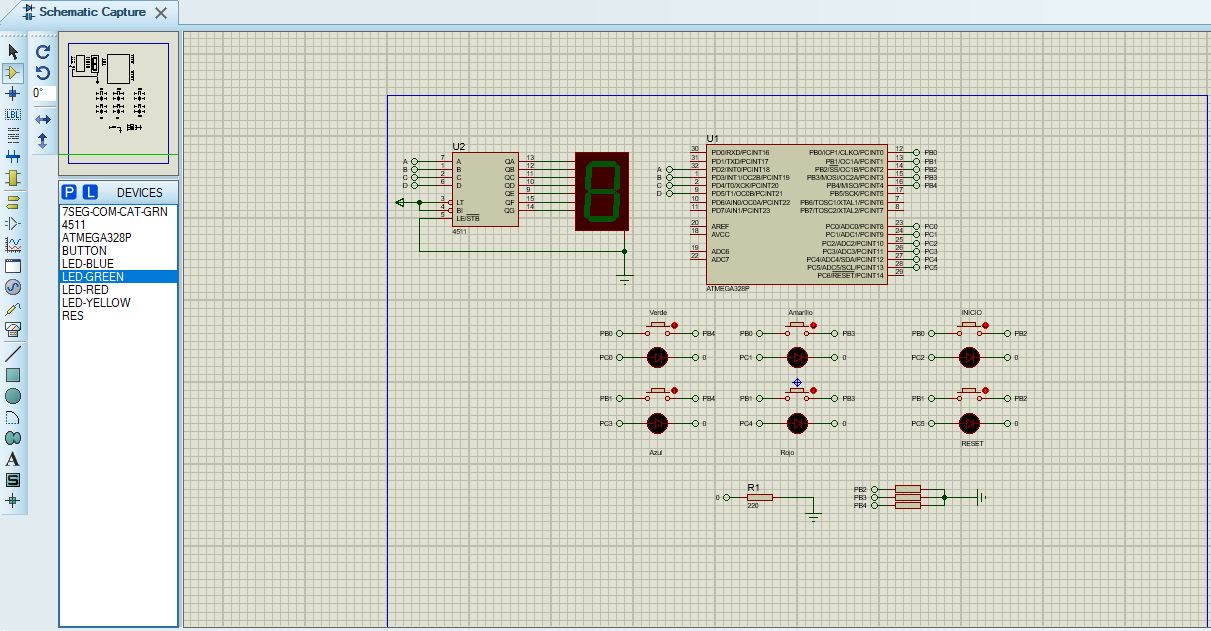 Schematic Capture
0°
LBL
P L DEVICES
7SEG-COM-CAT-GRN
4511
ATMEGA328P
BUTTON
LED-BLUE
LED-GREEN
LED-RED
LED-YELLOW
RES
A
S
U2
A 7 A QA 13
B 1 B QB 12
C 2 C QC 11
D 6 D QD 10
QE 9
3 LT QF 15
4 BI QG 14
5 LE/STB
4511
U1
30 PD0/RXD/PCINT16 PB0/ICP1/CLKO/PCINT0 12 PB0
31 PD1/TXD/PCINT17 PB1/OC1A/PCINT1 13 PB1
A 32 PD2/INT0/PCINT18 PB2/SS/OC1B/PCINT2 14 PB2
B 1 PD3/INT1/OC2B/PCINT19 PB3/MOSI/OC2A/PCINT3 15 PB3
C 2 PD4/T0/XCK/PCINT20 PB4/MISO/PCINT4 16 PB4
D 9 PD5/T1/OC0B/PCINT21 PB5/SCK/PCINT5 17
10 PD6/AIN0/OC0A/PCINT22 PB6/TOSC1/XTAL1/PCINT6 7
11 PD7/AIN1/PCINT23 PB7/TOSC2/XTAL2/PCINT7 8
20 AREF PC0/ADC0/PCINT8 23 PC0
18 AVCC PC1/ADC1/PCINT9 24 PC1
PC2/ADC2/PCINT10 25 PC2
19 ADC6 PC3/ADC3/PCINT11 26 PC3
22 ADC7 PC4/ADC4/SDA/PCINT12 27 PC4
PC5/ADC5/SCL/PCINT13 28 PC5
PC6/RESET/PCINT14 29
ATMEGA328P
Verde Amarillo INICIO
PB0 PB4 PB0 PB3 PB0 PB2
PC0 0 PC1 0 PC2 0
PB1 PB4 PB1 PB3 PB1 PB2
PC3 0 PC4 0 PC5 0
Azul Rojo RESET
R1
0
220
PB2
PB3
PB4